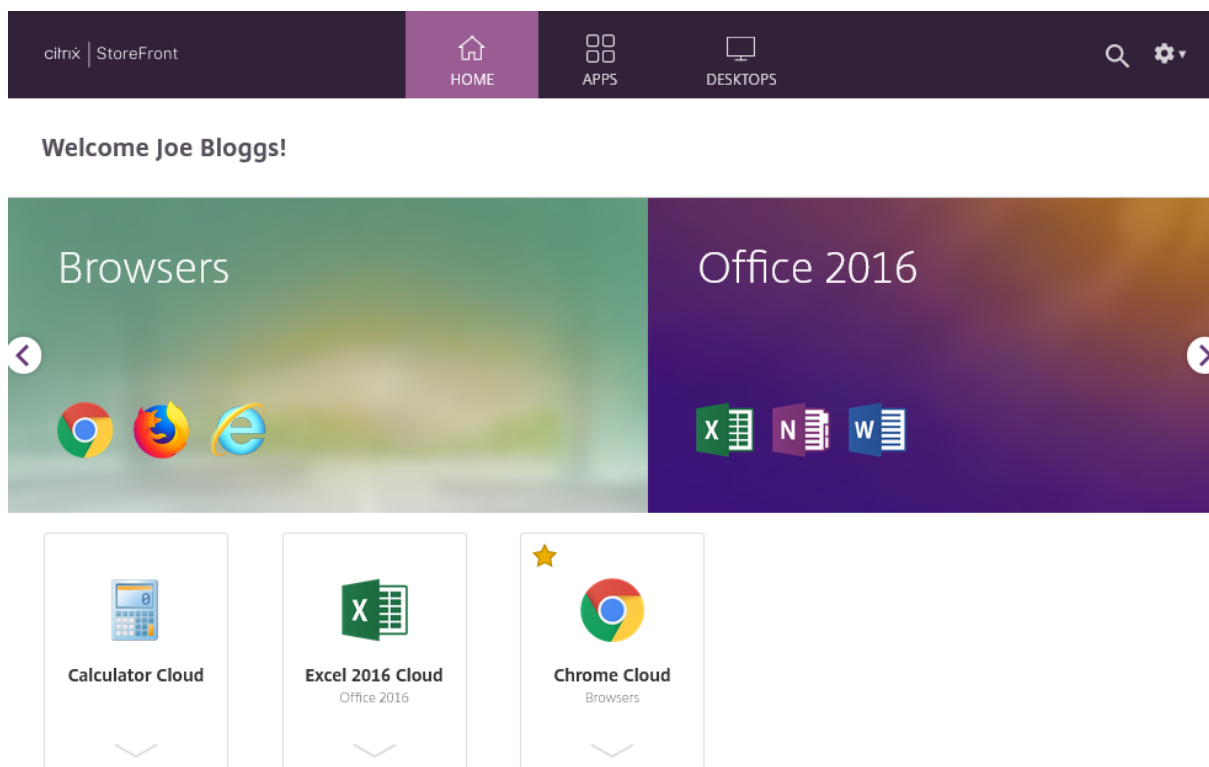 citrix | StoreFront
HOME
APPS
DESKTOPS
Welcome Joe Bloggs!
Browsers
Office 2016
X N W
0
X
Calculator Cloud
Excel 2016 Cloud
Chrome Cloud
Office 2016
Browsers